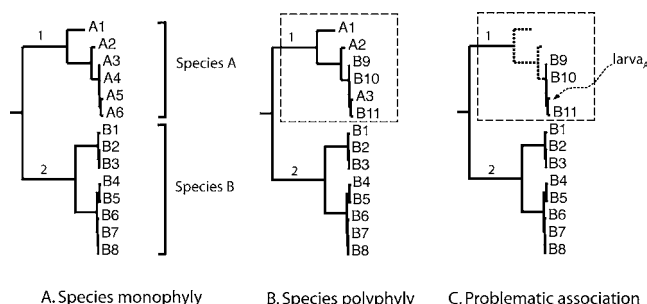 1
A1
A2
A3
A4
A5
A6
Species A
2
B1
B2
B3
B4
B5
B6
B7
B8
Species B
A. Species monophyly
1
A1
A2
B9
B10
A3
B11
2
B1
B2
B3
B4
B5
B6
B7
B8
B. Species polyphyly
1
B9
B10
larvaA
B11
2
B1
B2
B3
B4
B5
B6
B7
B8
C. Problematic association